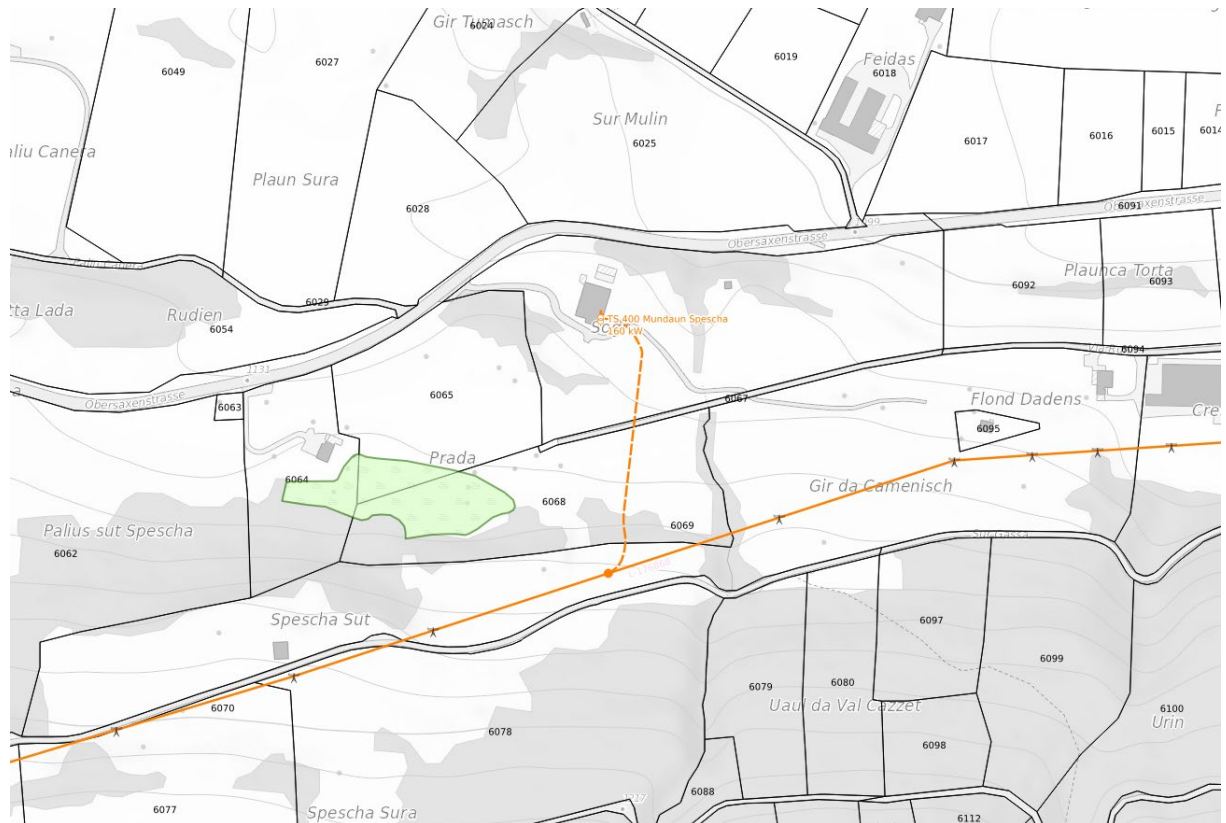 Gir Tumasch
6024
6019
Feidas
6018
6049
6027
Sur Mulin
6025
6017
6016
6015
6014
aliu Canera
Plaun Sura
6028
6091
Obersaxenstrasse
Obersaxenstrasse
Plaunca Torta
6092
6093
6029
tta Lada
Rudien
6054
TS 400 Mundaun Spescha
160 kW
6094
1131
Obersaxenstrasse
6063
6065
6067
Flond Dadens
6095
Cre
Prada
6064
6068
Gir da Camenisch
6069
Palius sut Spescha
6062
Sur Gassa
Spescha Sut
6097
6099
6079
6080
6070
6078
Uaul da Val Cazzet
6100
Urin
6098
6088
1217
6077
Spescha Sura
6112